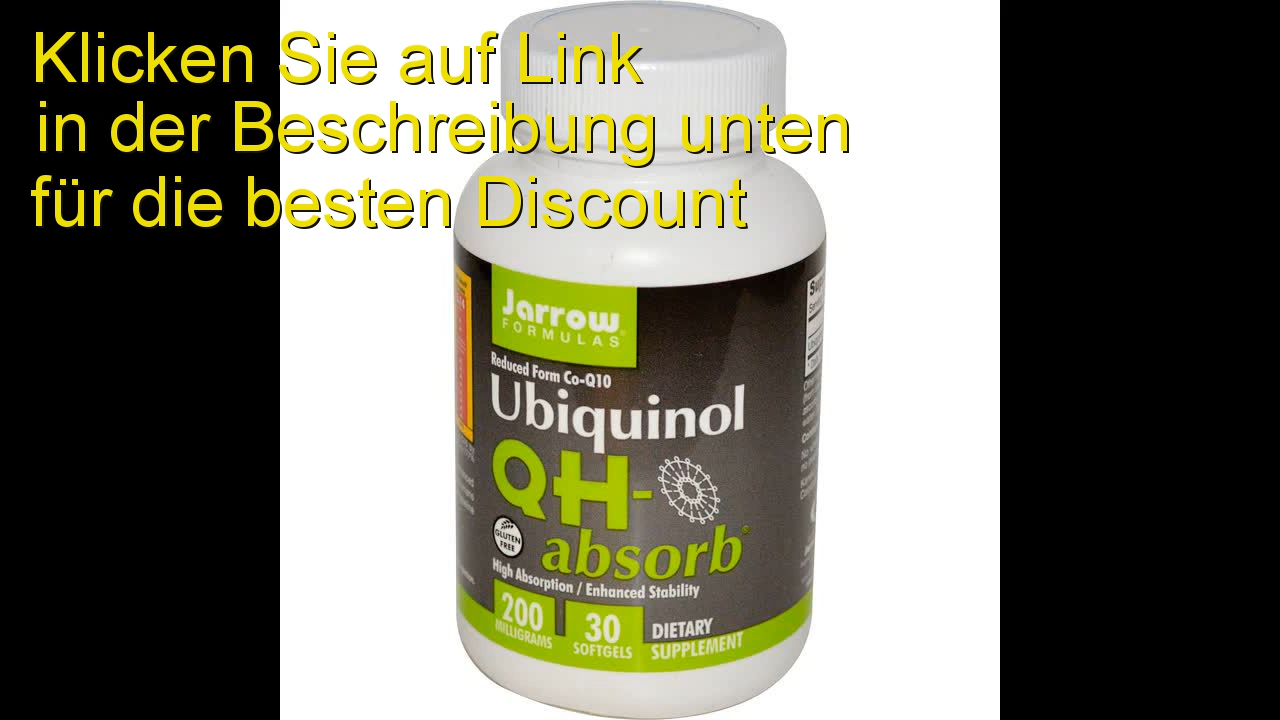 Klicken Sie auf Link
in der Beschreibung unten
für die besten Discount
Jarrow
FORMULAS
Reduced Form Co-Q10
Ubiquinol
QH-
absorb®
GLUTEN
FREE
High Absorption / Enhanced Stability
200
MILLIGRAMS
30
SOFTGELS
DIETARY
SUPPLEMENT